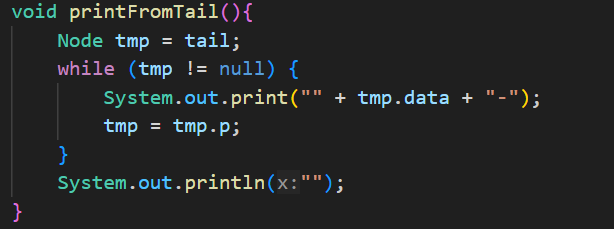 void printFromTail(){
    Node tmp = tail;
    while (tmp != null) {
        System.out.print("" + tmp.data + "-");
        tmp = tmp.p;
    }
    System.out.println(x:"");
}